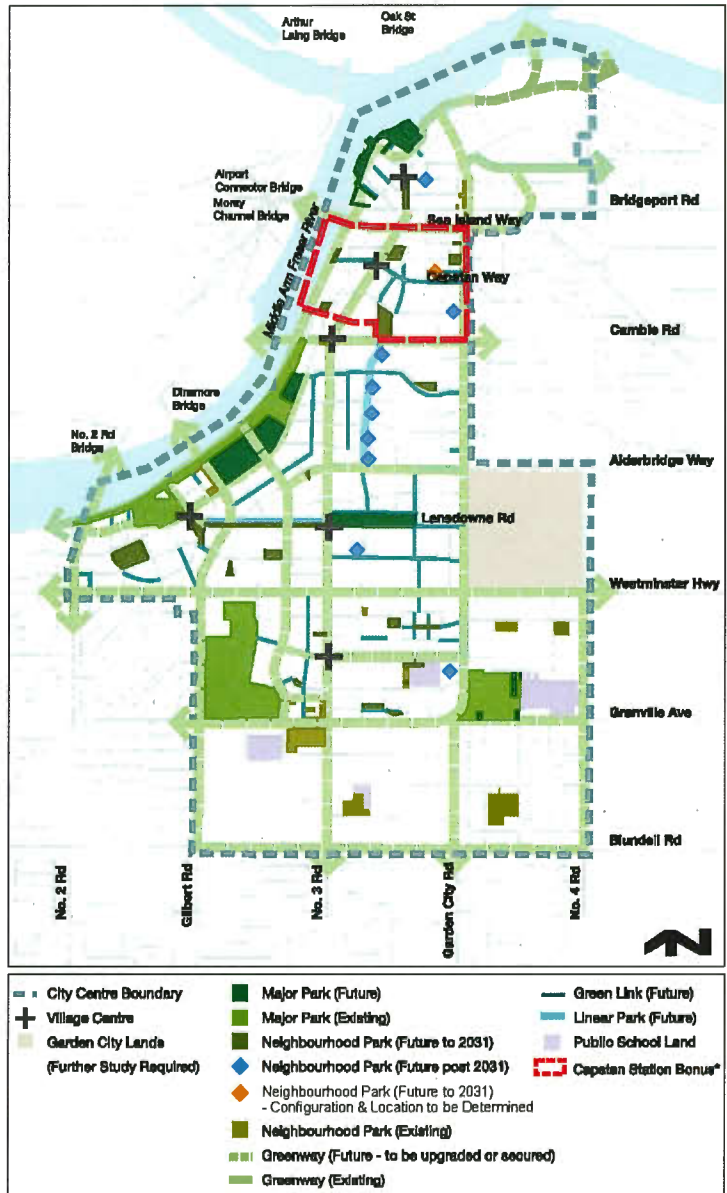 Arthur
Laing Bridge
Oak St
Bridge
Airport
Connector Bridge
Moray
Channel Bridge
Bridgeport Rd
Sea Island Way
Middle Arm Fraser River
Capstan Way
Cambie Rd
Dinsmore
Bridge
No. 2 Rd
Bridge
Alderbridge Way
Lansdowne Rd
Westminster Hwy
Granville Ave
Blundell Rd
No. 2 Rd
Gilbert Rd
No. 3 Rd
Garden City Rd
No. 4 Rd
N
City Centre Boundary
Village Centre
Garden City Lands
(Further Study Required)
Major Park (Future)
Major Park (Existing)
Neighbourhood Park (Future to 2031)
Neighbourhood Park (Future post 2031)
Neighbourhood Park (Future to 2031)
- Configuration & Location to be Determined
Neighbourhood Park (Existing)
Greenway (Future - to be upgraded or secured)
Greenway (Existing)
Green Link (Future)
Linear Park (Future)
Public School Land
Capstan Station Bonus*